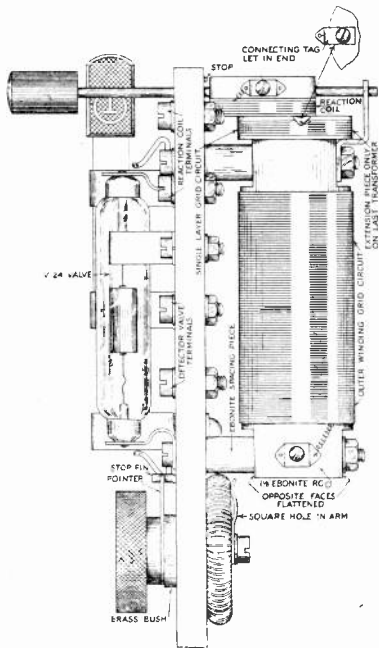 CONNECTING TAG
LET IN END
STOP
REACTION
COIL
REACTION COIL
TERMINALS
SINGLE LAYER GRID CIRCUIT
EXTENSION PIECE ONLY
ON LAST TRANSFORMER
V 24 VALVE
DETECTOR VALVE
TERMINALS
EBONITE SPACING PIECE
OUTER WINDING GRID CIRCUIT
STOP PIN
POINTER
EBONITE ROD
OPPOSITE FACES
FLATTENED
SQUARE HOLE IN ARM
BRASS BUSH